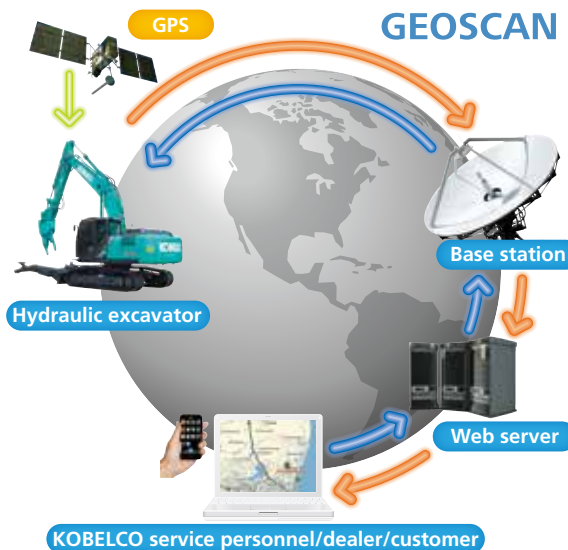 GPS
GEOSCAN
Base station
Hydraulic excavator
Web server
KOBELCO service personnel/dealer/customer